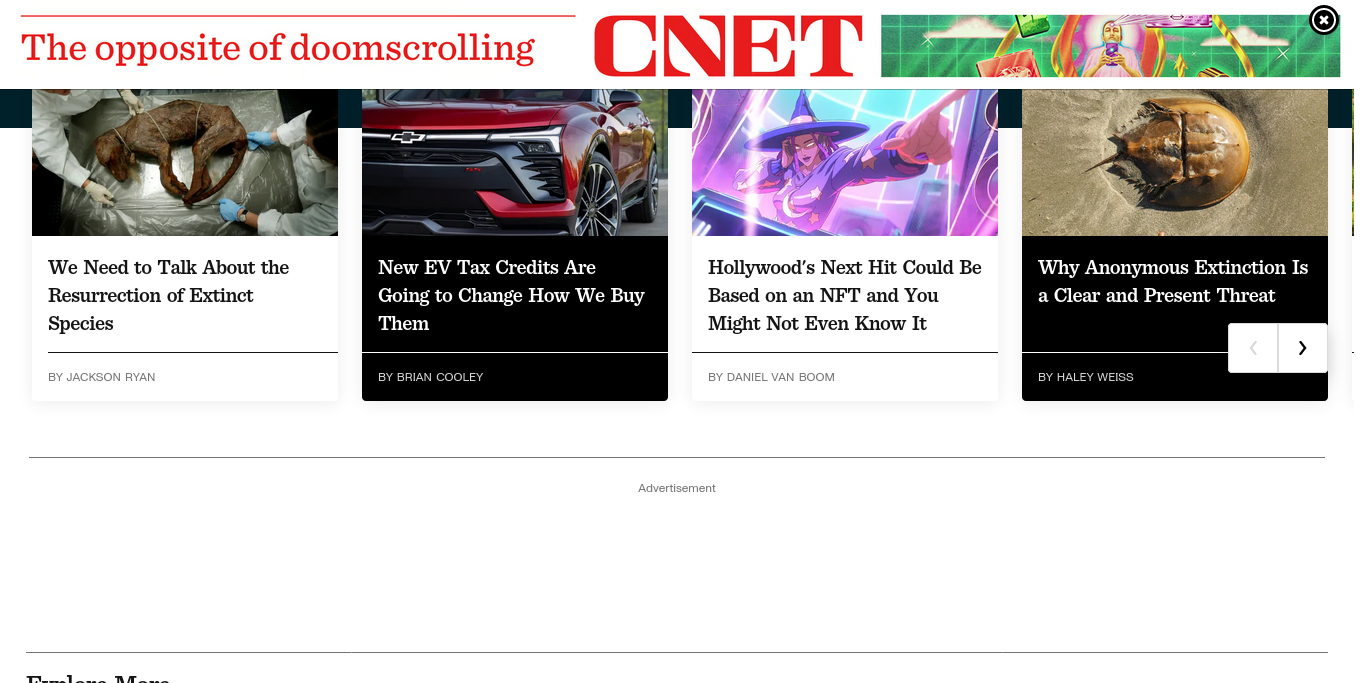 The opposite of doomscrolling
CNET
We Need to Talk About the
Resurrection of Extinct
Species
BY JACKSON RYAN
New EV Tax Credits Are
Going to Change How We Buy
Them
BY BRIAN COOLEY
Hollywood's Next Hit Could Be
Based on an NFT and You
Might Not Even Know It
BY DANIEL VAN BOOM
Why Anonymous Extinction Is
a Clear and Present Threat
BY HALEY WEISS
Advertisement
Explore More